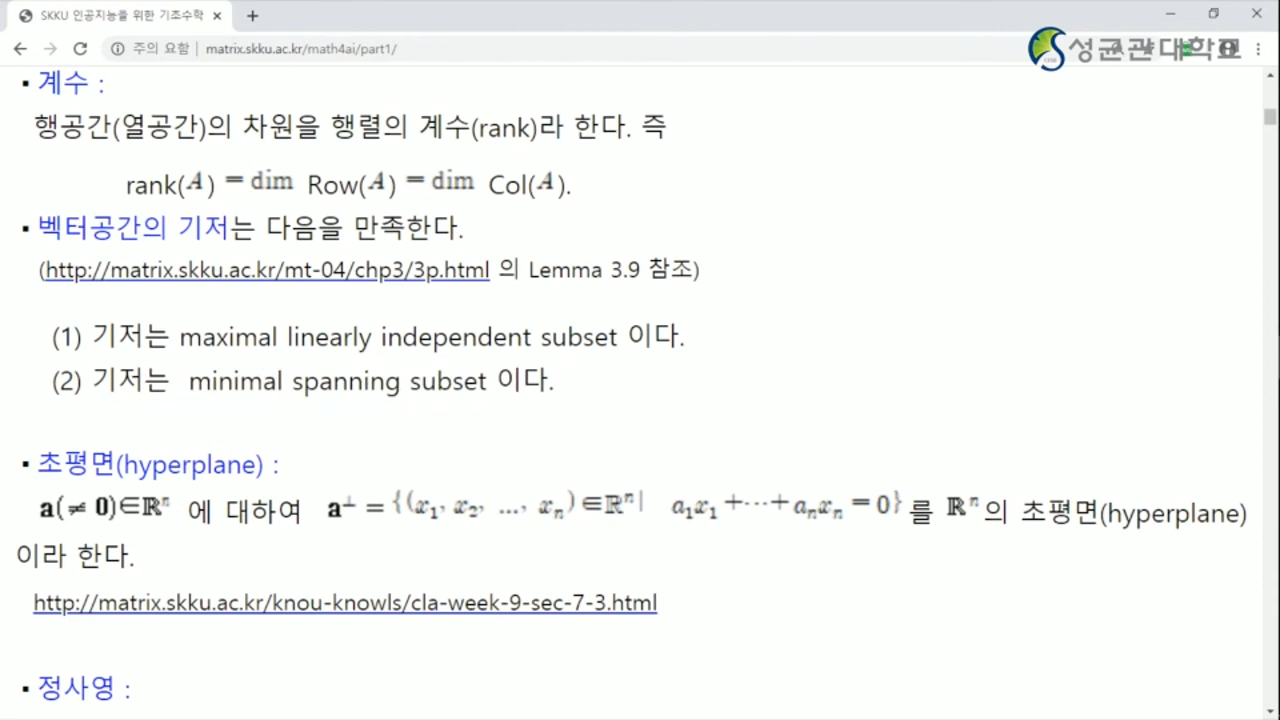 SKKU 인공지능을 위한 기초수학
주의 요함 | matrix.skku.ac.kr/math4ai/part1/
성균관대학교
▪ 계수 :
행공간(열공간)의 차원을 행렬의 계수(rank)라 한다. 즉
rank(A) = dim Row(A) = dim Col(A).
▪ 벡터공간의 기저는 다음을 만족한다.
(http://matrix.skku.ac.kr/mt-04/chp3/3p.html 의 Lemma 3.9 참조)
(1) 기저는 maximal linearly independent subset 이다.
(2) 기저는 minimal spanning subset 이다.
▪ 초평면(hyperplane) :
a(≠0)∈ℝⁿ 에 대하여 a⊥ = {(x₁, x₂, ..., xₙ)∈ℝⁿ| a₁x₁+⋯+aₙxₙ=0}를 ℝⁿ의 초평면(hyperplane)
이라 한다.
http://matrix.skku.ac.kr/knou-knowls/cla-week-9-sec-7-3.html
▪ 정사영 :